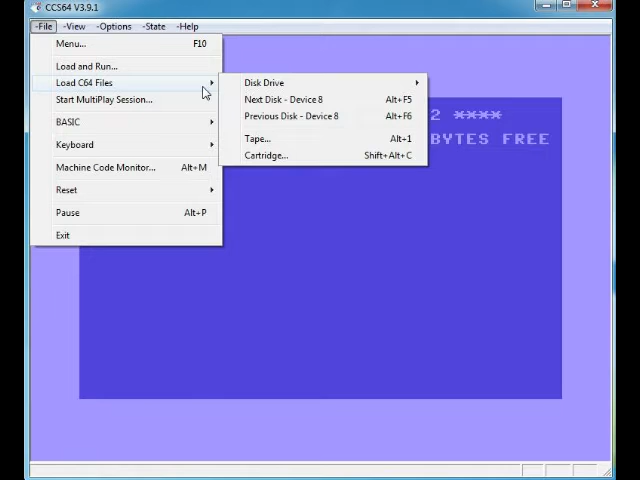 CCS64 V3.9.1
-File -View -Options -State -Help
Menu... F10
Load and Run...
Load C64 Files
Start MultiPlay Session...
BASIC
Keyboard
Machine Code Monitor... Alt+M
Reset
Pause Alt+P
Exit
Disk Drive
Next Disk - Device 8 Alt+F5
Previous Disk - Device 8 Alt+F6
Tape... Alt+1
Cartridge... Shift+Alt+C
2 ****
BYTES FREE